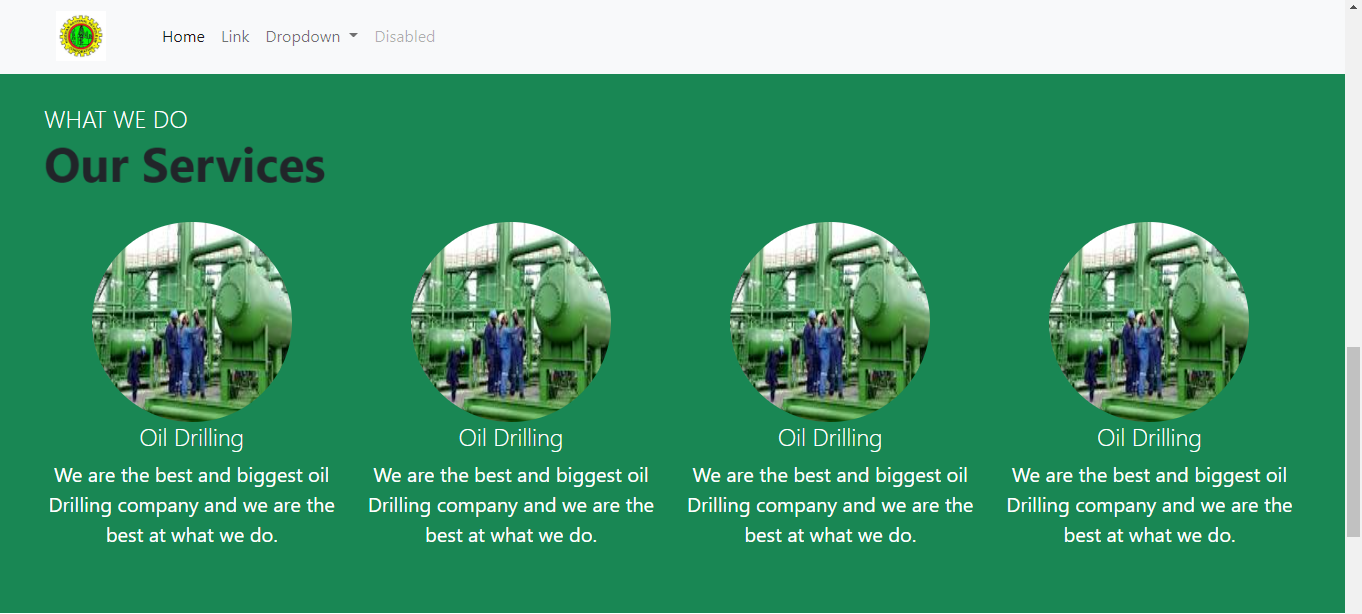 Home Link Dropdown Disabled
WHAT WE DO
Our Services
Oil Drilling
We are the best and biggest oil
Drilling company and we are the
best at what we do.
Oil Drilling
We are the best and biggest oil
Drilling company and we are the
best at what we do.
Oil Drilling
We are the best and biggest oil
Drilling company and we are the
best at what we do.
Oil Drilling
We are the best and biggest oil
Drilling company and we are the
best at what we do.